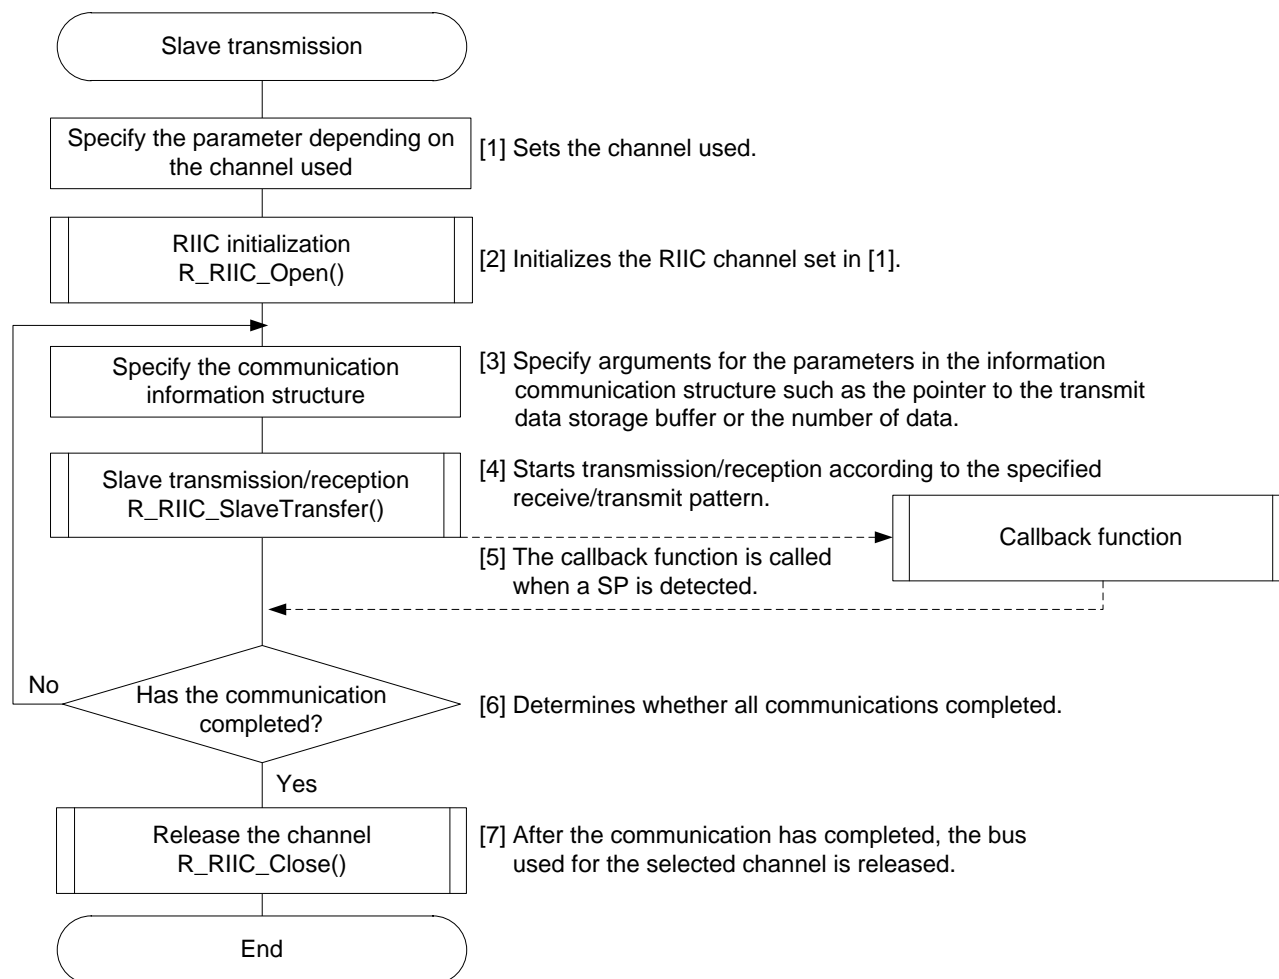 Slave transmission
Specify the parameter depending on
the channel used
[1] Sets the channel used.
RIIC initialization
R_RIIC_Open()
[2] Initializes the RIIC channel set in [1].
Specify the communication
information structure
[3] Specify arguments for the parameters in the information
communication structure such as the pointer to the transmit
data storage buffer or the number of data.
Slave transmission/reception
R_RIIC_SlaveTransfer()
[4] Starts transmission/reception according to the specified
receive/transmit pattern.
Callback function
[5] The callback function is called
when a SP is detected.
No
Has the communication
completed?
[6] Determines whether all communications completed.
Yes
Release the channel
R_RIIC_Close()
[7] After the communication has completed, the bus
used for the selected channel is released.
End